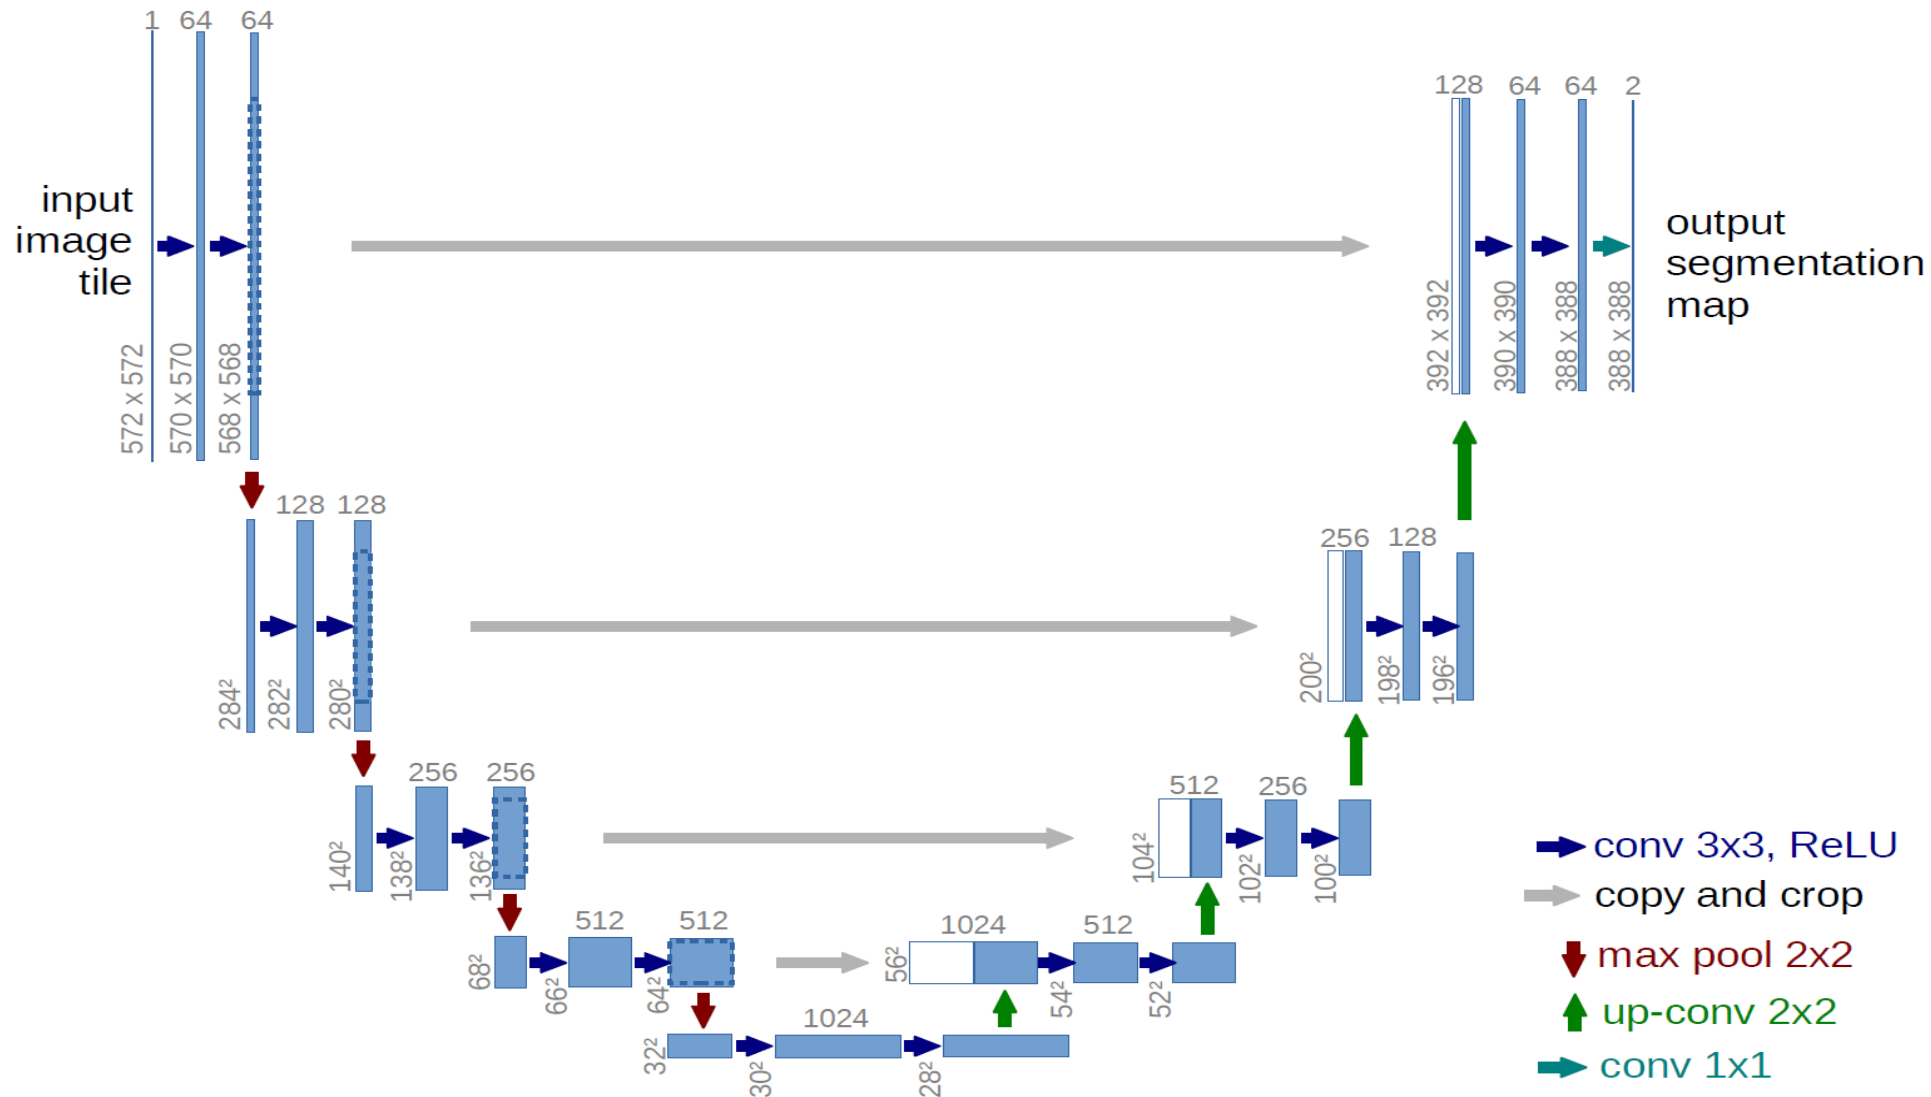 1 64 64
input
image
tile
572 x 572
570 x 570
568 x 568
128 64 64 2
output
segmentation
map
392 x 392
390 x 390
388 x 388
388 x 388
128 128
284²
282²
280²
256 128
200²
198²
196²
256 256
140²
138²
136²
512 256
104²
102²
100²
512 512
68²
66²
64²
1024 512
56²
54²
52²
1024
32²
30²
28²
conv 3x3, ReLU
copy and crop
max pool 2x2
up-conv 2x2
conv 1x1